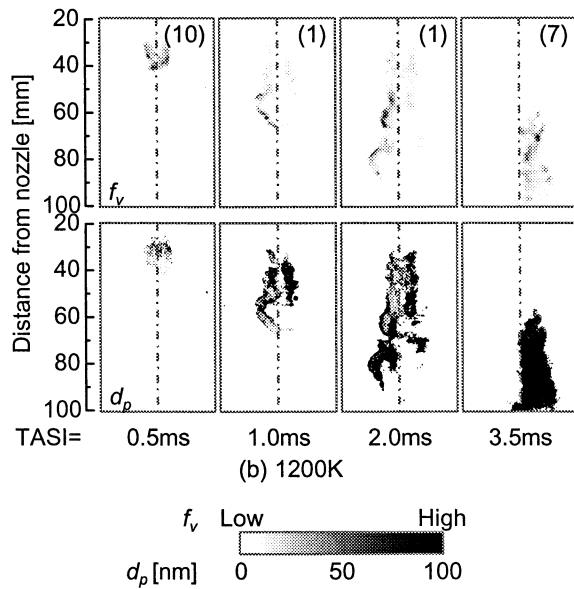 20 (10) (1) (1) (7)
40
60
80
100 f_v
Distance from nozzle [mm]
20
40
60
80
100 d_p
TASI= 0.5ms 1.0ms 2.0ms 3.5ms
(b) 1200K
f_v Low High
d_p [nm] 0 50 100